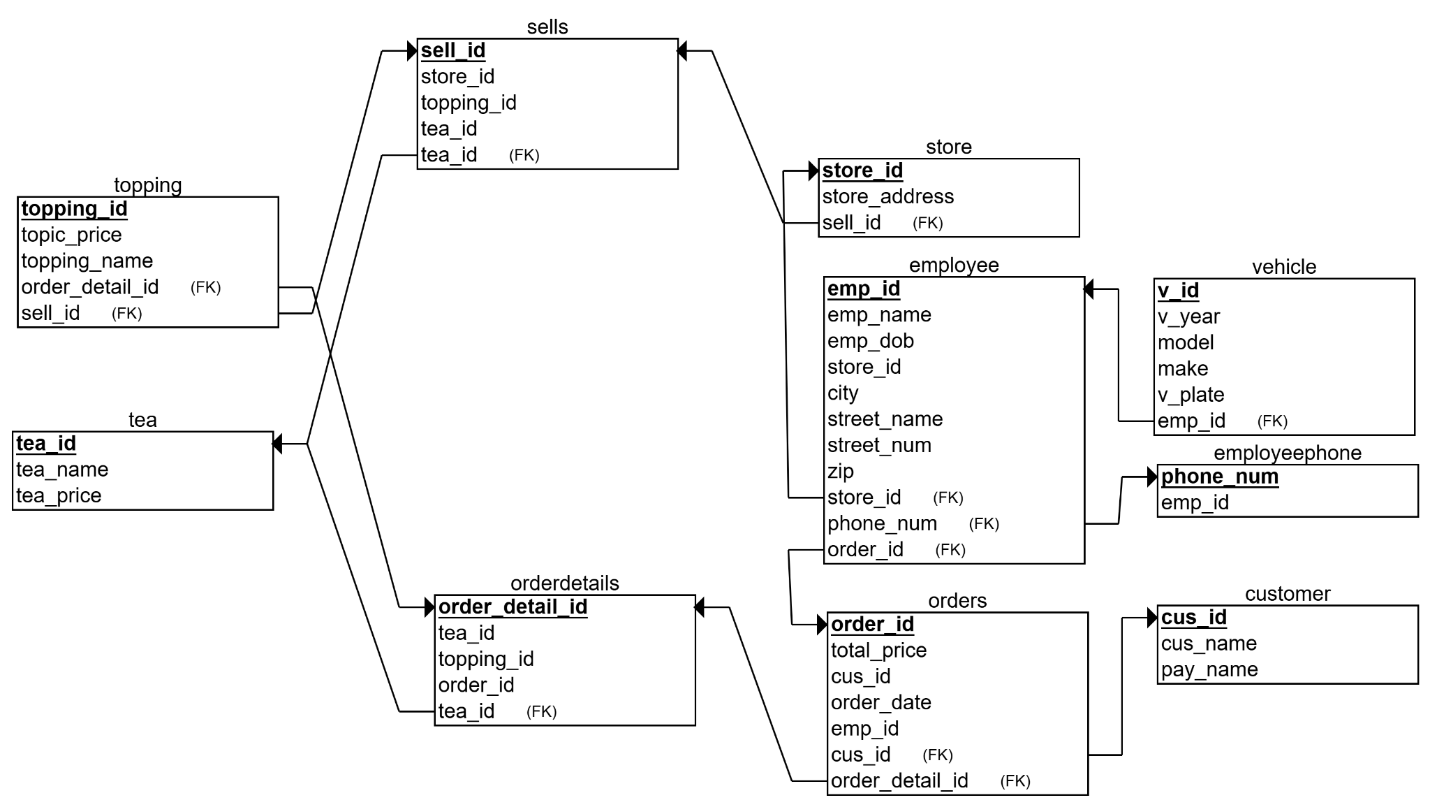 sells
sell_id
store_id
topping_id
tea_id
tea_id (FK)
topping
topping_id
topic_price
topping_name
order_detail_id (FK)
sell_id (FK)
tea
tea_id
tea_name
tea_price
orderdetails
order_detail_id
tea_id
topping_id
order_id
tea_id (FK)
store
store_id
store_address
sell_id (FK)
employee
emp_id
emp_name
emp_dob
store_id
city
street_name
street_num
zip
store_id (FK)
phone_num (FK)
order_id (FK)
orders
order_id
total_price
cus_id
order_date
emp_id
cus_id (FK)
order_detail_id (FK)
vehicle
v_id
v_year
model
make
v_plate
emp_id (FK)
employeephone
phone_num
emp_id
customer
cus_id
cus_name
pay_name